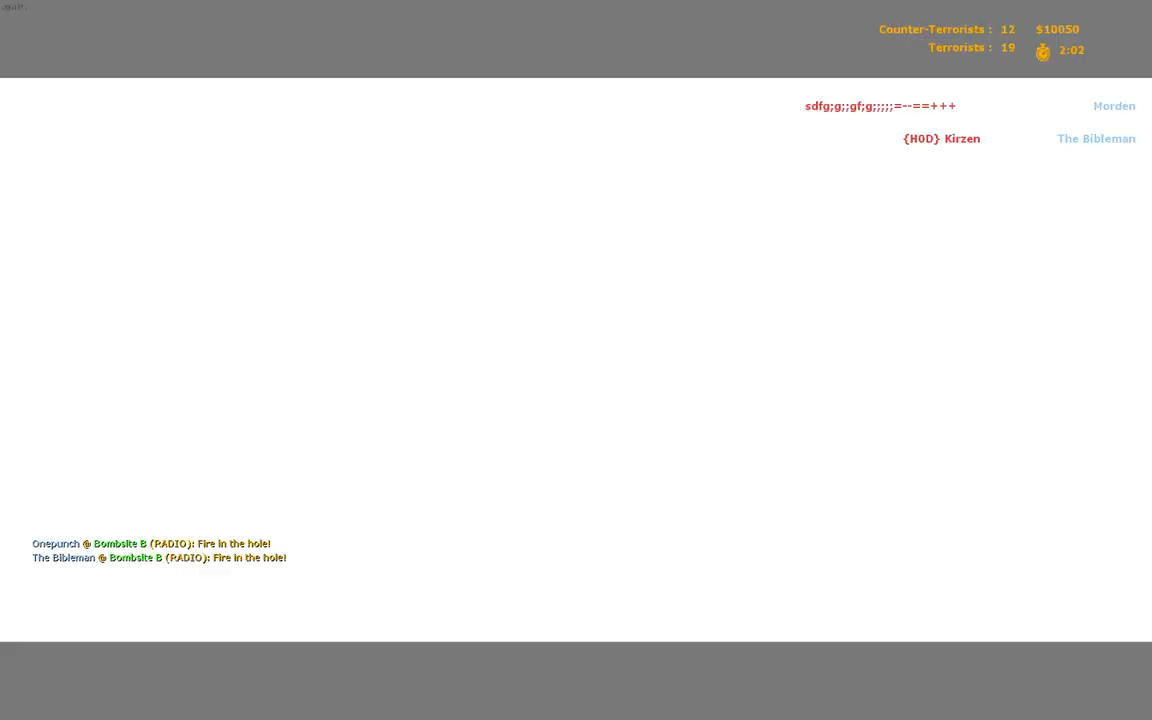 Counter-Terrorists : 12 $10050
Terrorists : 19 2:02
sdfg;g;;gf;g;;;;;=--==+++ Morden
{H0D} Kirzen The Bibleman
Onepunch @ Bombsite B (RADIO): Fire in the hole!
The Bibleman @ Bombsite B (RADIO): Fire in the hole!